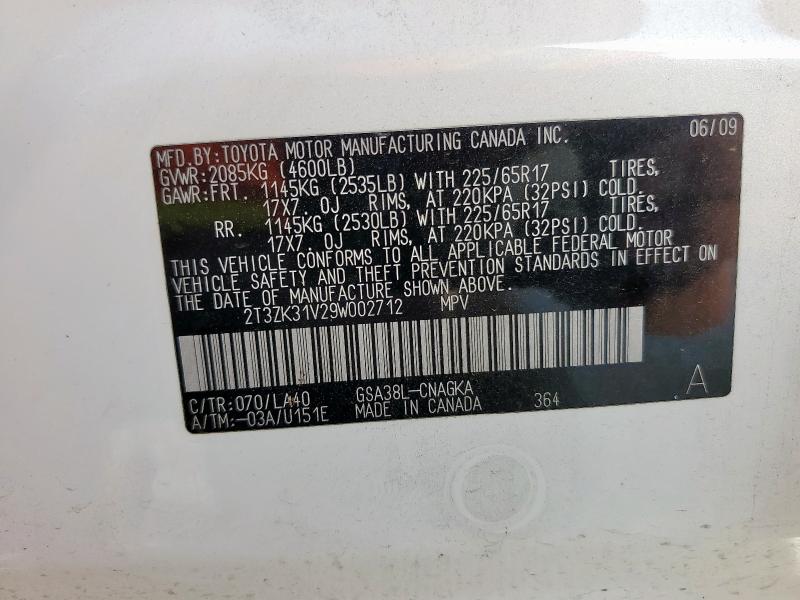 MFD.BY:TOYOTA MOTOR MANUFACTURING CANADA INC. 06/09
GVWR:2085KG (4600LB)
GAWR:FRT. 1145KG (2535LB) WITH 225/65R17 TIRES,
17X7.0J RIMS, AT 220KPA (32PSI) COLD.
RR. 1145KG (2530LB) WITH 225/65R17 TIRES,
17X7.0J RIMS, AT 220KPA (32PSI) COLD.
THIS VEHICLE CONFORMS TO ALL APPLICABLE FEDERAL MOTOR
VEHICLE SAFETY AND THEFT PREVENTION STANDARDS IN EFFECT ON
THE DATE OF MANUFACTURE SHOWN ABOVE.
2T3ZK31V29W002712 MPV
C/TR:070/LA40 GSA38L-CNAGKA A
A/TM:-03A/U151E MADE IN CANADA 364